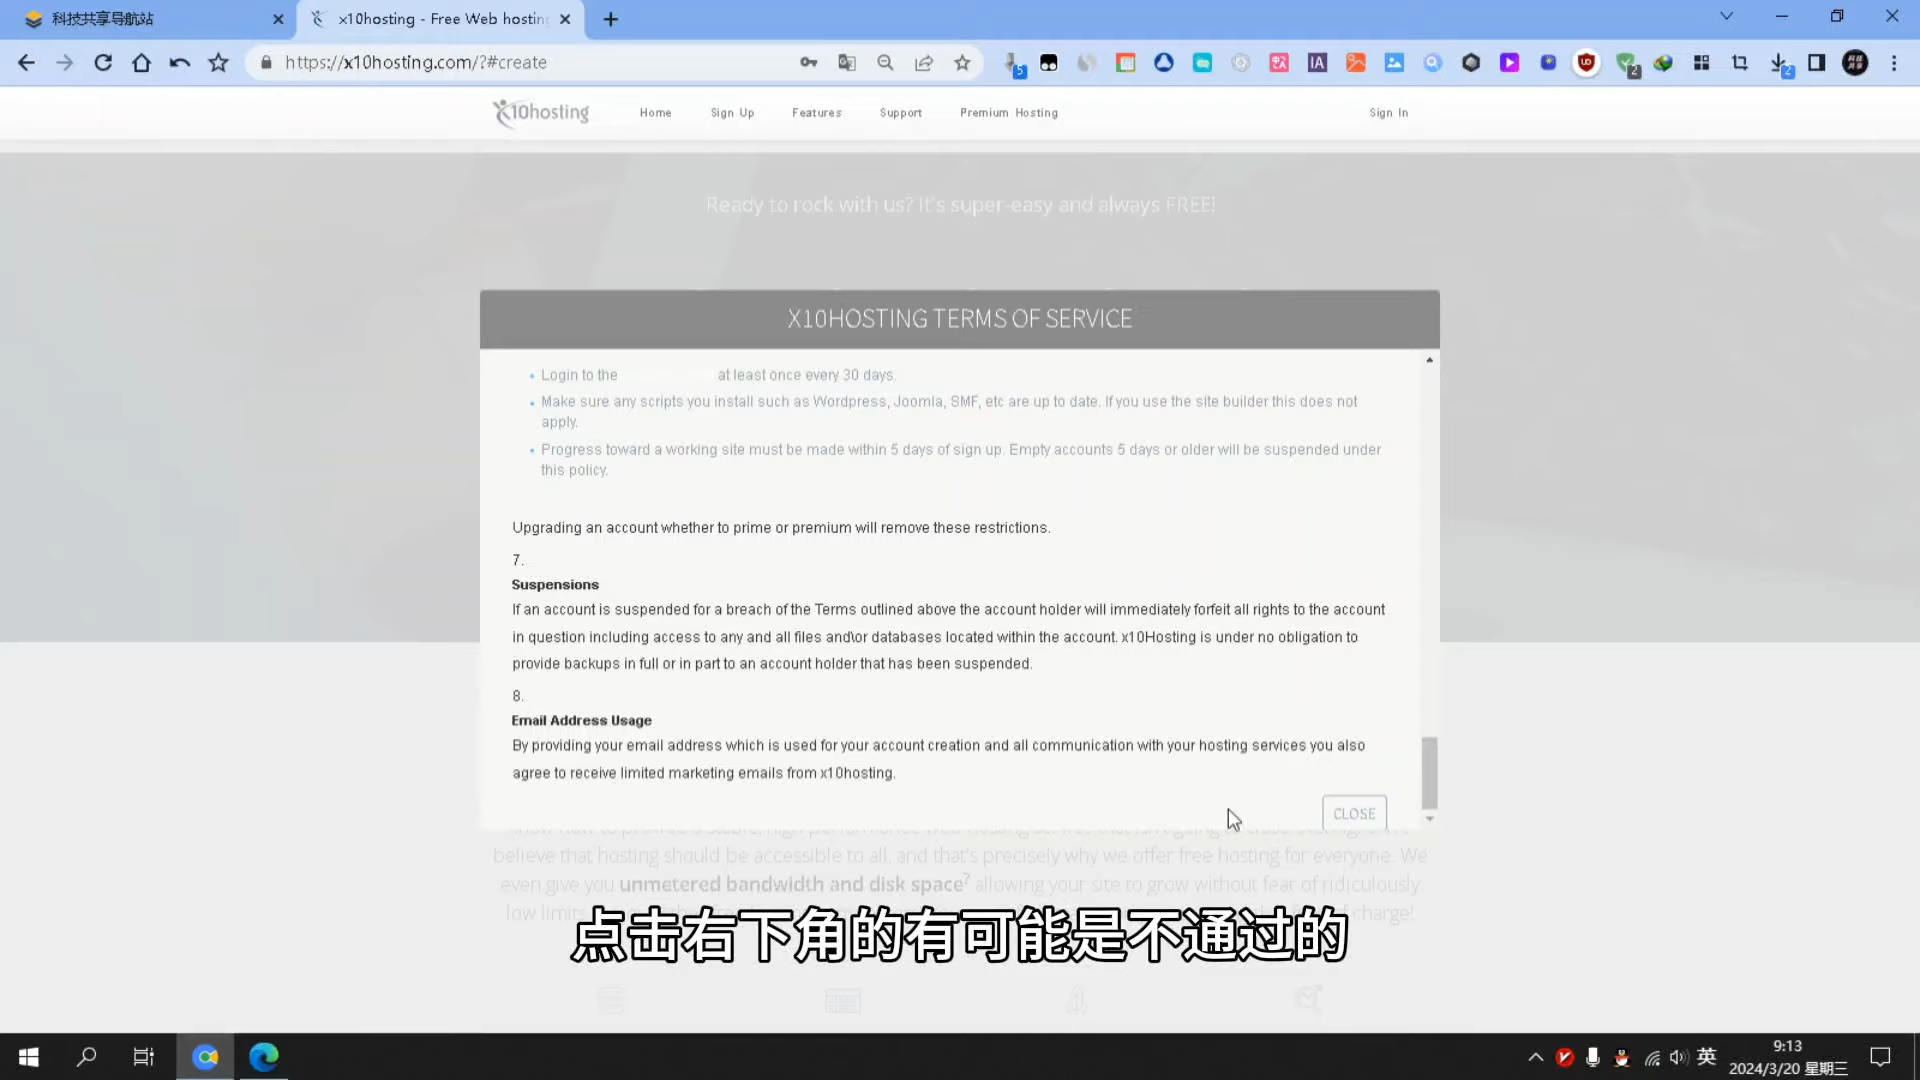 科技共享导航站
x10hosting - Free Web hostin
https://x10hosting.com/?#create
x10hosting
Home
Sign Up
Features
Support
Premium Hosting
Sign In
Ready to rock with us? It's super-easy and always FREE!
X10HOSTING TERMS OF SERVICE
Login to the at least once every 30 days.
Make sure any scripts you install such as Wordpress, Joomla, SMF, etc are up to date. If you use the site builder this does not
apply.
Progress toward a working site must be made within 5 days of sign up. Empty accounts 5 days or older will be suspended under
this policy.
Upgrading an account whether to prime or premium will remove these restrictions.
7.
Suspensions
If an account is suspended for a breach of the Terms outlined above the account holder will immediately forfeit all rights to the account
in question including access to any and all files and\or databases located within the account. x10Hosting is under no obligation to
provide backups in full or in part to an account holder that has been suspended.
8.
Email Address Usage
By providing your email address which is used for your account creation and all communication with your hosting services you also
agree to receive limited marketing emails from x10hosting.
CLOSE
believe that hosting should be accessible to all, and that's precisely why we offer free hosting for everyone. We
even give you unmetered bandwidth and disk space? allowing your site to grow without fear of ridiculously
low limits charge!
点击右下角的有可能是不通过的
英
9:13
2024/3/20 星期三